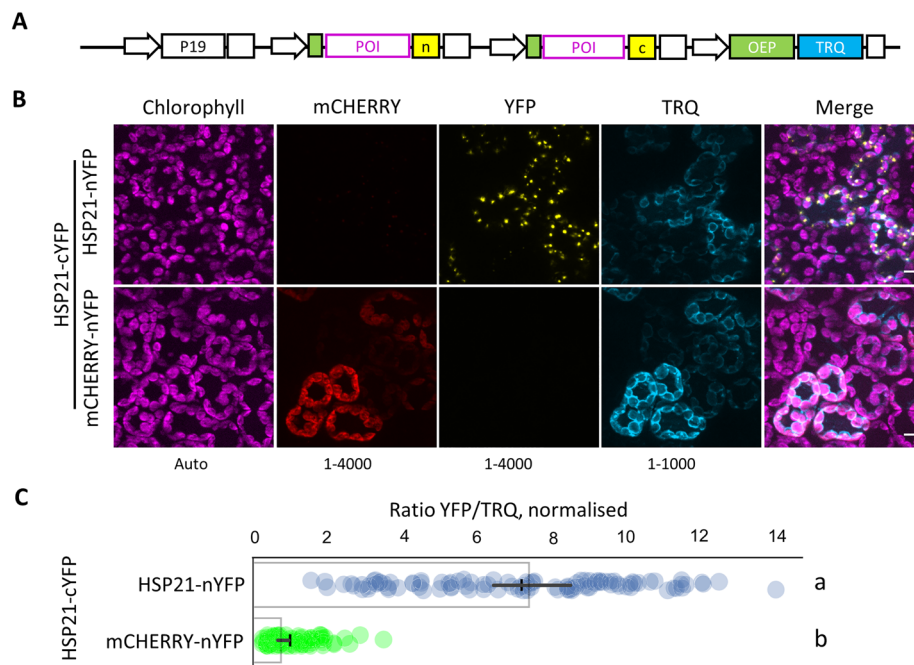 A
P19 POI n POI c OEP TRQ
B
Chlorophyll mCHERRY YFP TRQ Merge
HSP21-cYFP
HSP21-nYFP
mCHERRY-nYFP
Auto 1-4000 1-4000 1-1000
C
Ratio YFP/TRQ, normalised
0 2 4 6 8 10 12 14
HSP21-cYFP
HSP21-nYFP a
mCHERRY-nYFP b